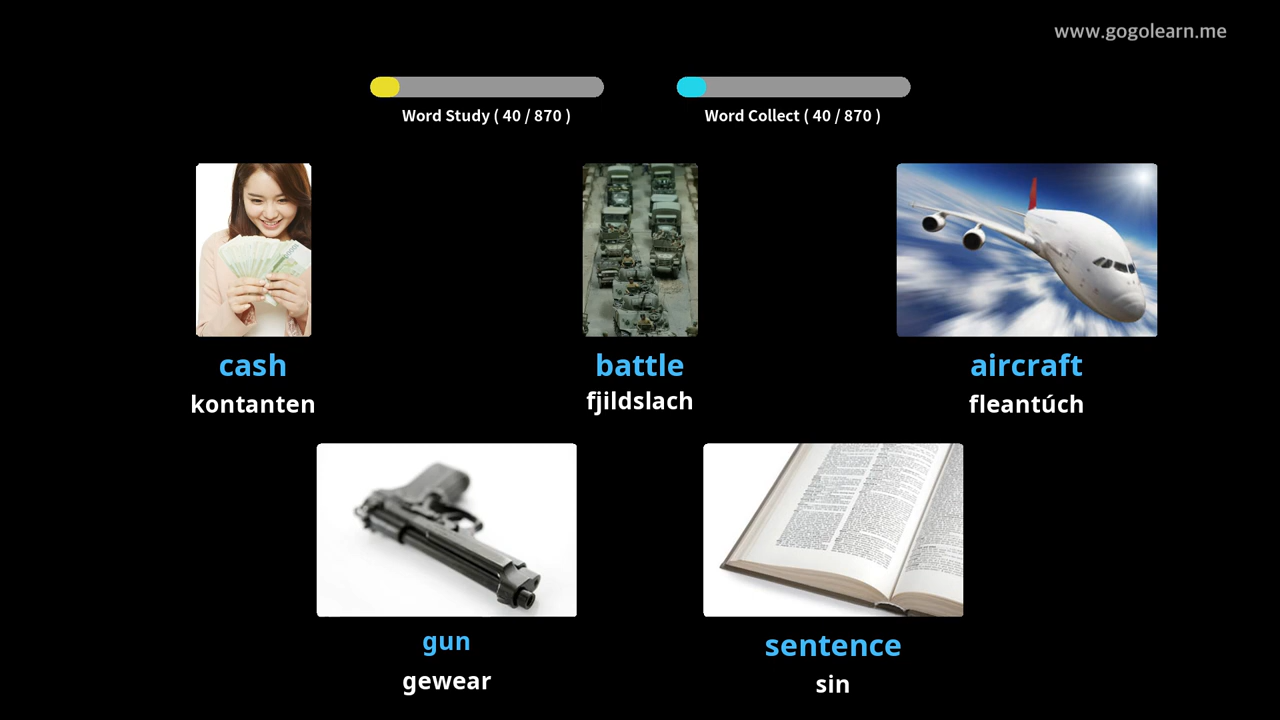 www.gogolearn.me
Word Study ( 40 / 870 )
Word Collect ( 40 / 870 )
cash
kontanten
battle
fjildslach
aircraft
fleantúch
gun
gewear
sentence
sin